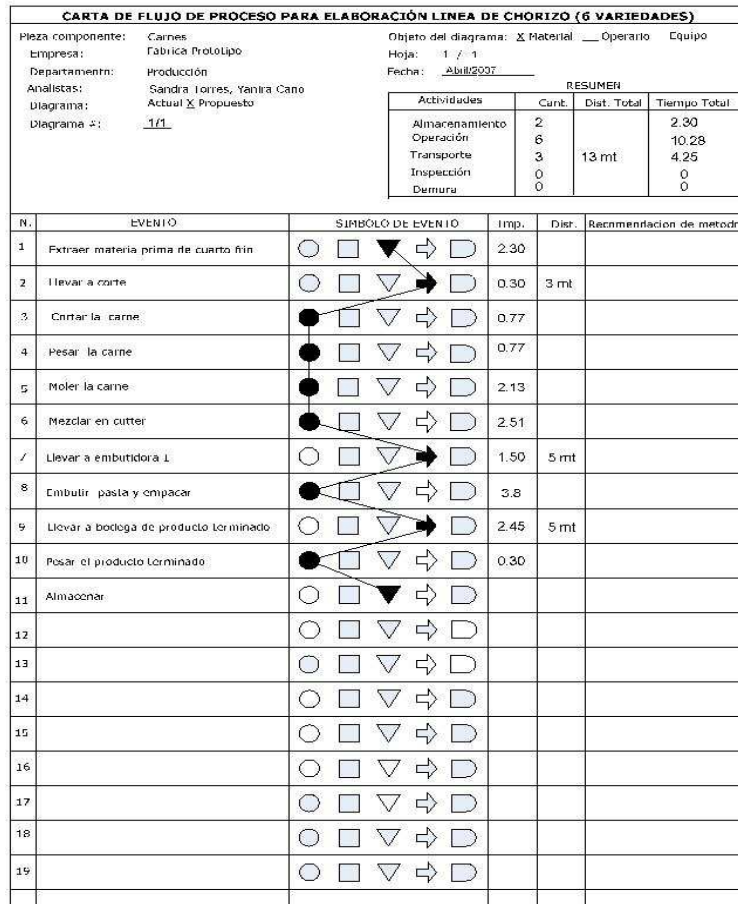 CARTA DE FLUJO DE PROCESO PARA ELABORACIÓN LINEA DE CHORIZO (6 VARIEDADES)
Pieza componente: Carnes
Empresa: Fabrica Prototipo
Departamento: Producción
Analistas: Sandra Torres, Yanira Cano
Diagrama: Actual X Propuesto
Diagrama #: 1/1
Objeto del diagrama: X Material __ Operario Equipo
Hoja: 1 / 1
Fecha: Abril/2007
RESUMEN
Actividades Cant. Dist. Total Tiempo Total
Almacenamiento 2 2.30
Operación 6 10.28
Transporte 3 13 mt 4.25
Inspección 0 0
Demora 0 0
N. EVENTO SIMBOLO DE EVENTO Tmp. Dist. Recomendacion de metodo
1 Extraer materia prima de cuarto frio 2.30
2 Llevar a corte 0.30 3 mt
3 Cortar la carne 0.77
4 Pesar la carne 0.77
5 Moler la carne 2.13
6 Mezclar en cutter 2.51
7 Llevar a embutidora 1 1.50 5 mt
8 Embutir pasta y empacar 3.8
9 Llevar a bodega de producto terminado 2.45 5 mt
10 Pesar el producto terminado 0.30
11 Almacenar
12
13
14
15
16
17
18
19